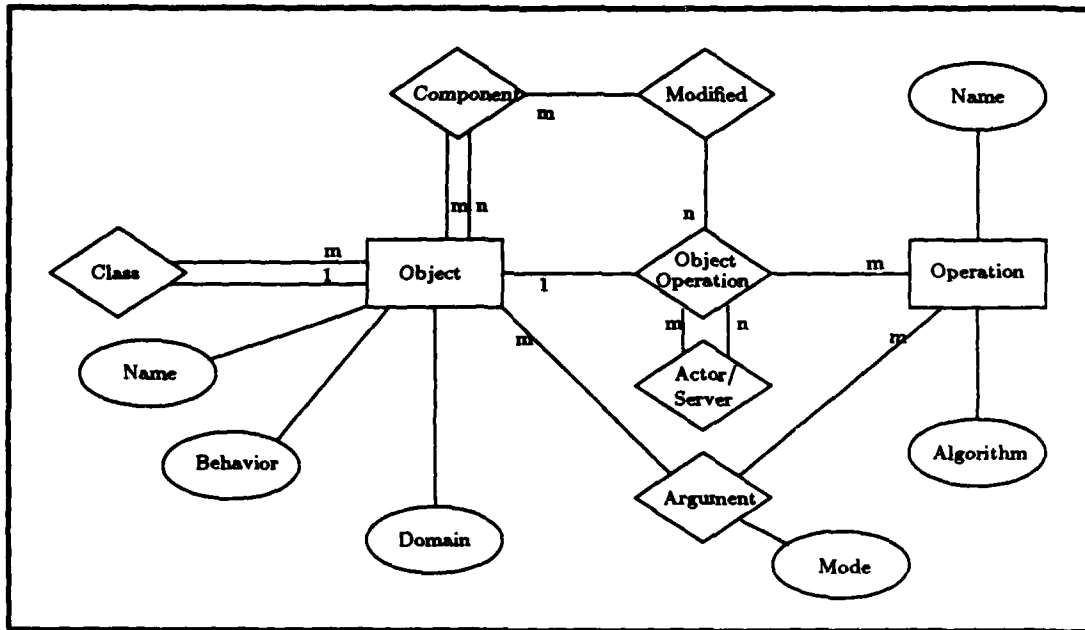 Component
m
Modified
Name
m
n
n
Class
m
1
Object
1
Object
Operation
m
Operation
m
n
m
m
Name
Actor/
Server
Behavior
Algorithm
Argument
Domain
Mode